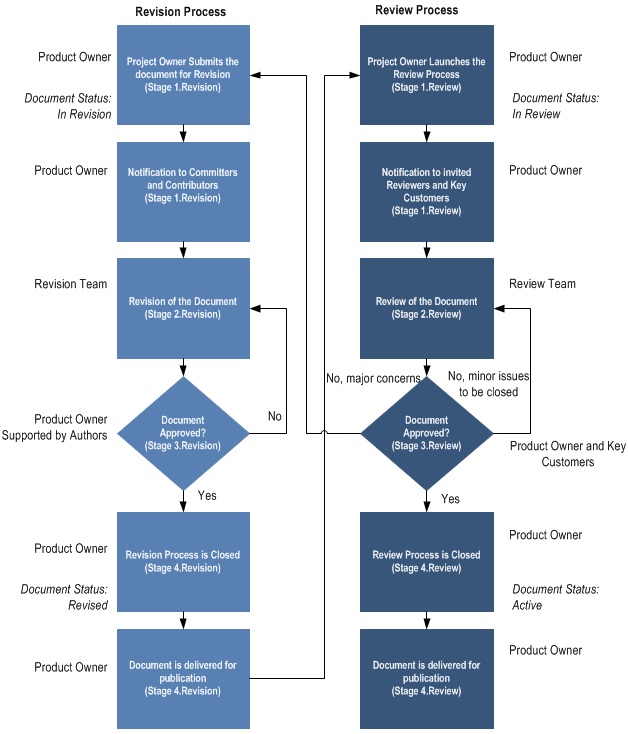 Revision Process
Product Owner
Project Owner Submits the
document for Revision
(Stage 1.Revision)
Document Status:
In Revision
Product Owner
Notification to Committers
and Contributors
(Stage 1.Revision)
Revision Team
Revision of the Document
(Stage 2.Revision)
Product Owner
Supported by Authors
Document
Approved?
(Stage 3.Revision)
No
Yes
Product Owner
Revision Process is Closed
(Stage 4.Revision)
Document Status:
Revised
Product Owner
Document is delivered for
publication
(Stage 4.Revision)
Review Process
Project Owner Launches the
Review Process
(Stage 1.Review)
Product Owner
Document Status:
In Review
Notification to invited
Reviewers and Key
Customers
(Stage 1.Review)
Product Owner
Review of the Document
(Stage 2.Review)
Review Team
No, major concerns
No, minor issues
to be closed
Document
Approved?
(Stage 3.Review)
Product Owner and Key
Customers
Yes
Review Process is Closed
(Stage 4.Review)
Product Owner
Document Status:
Active
Document is delivered for
publication
(Stage 4.Review)
Product Owner